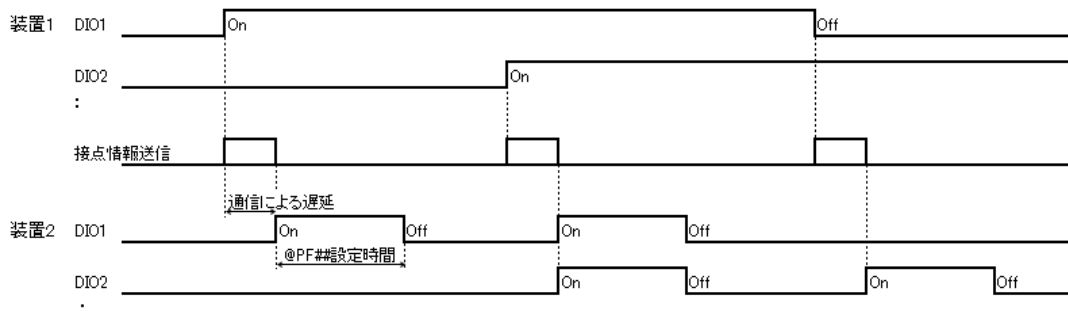 装置1 DIO1 On Off
DIO2 On
:
接点情報送信
通信による遅延
装置2 DIO1 On Off On Off
@PF##設定時間
DIO2 On Off On Off
.